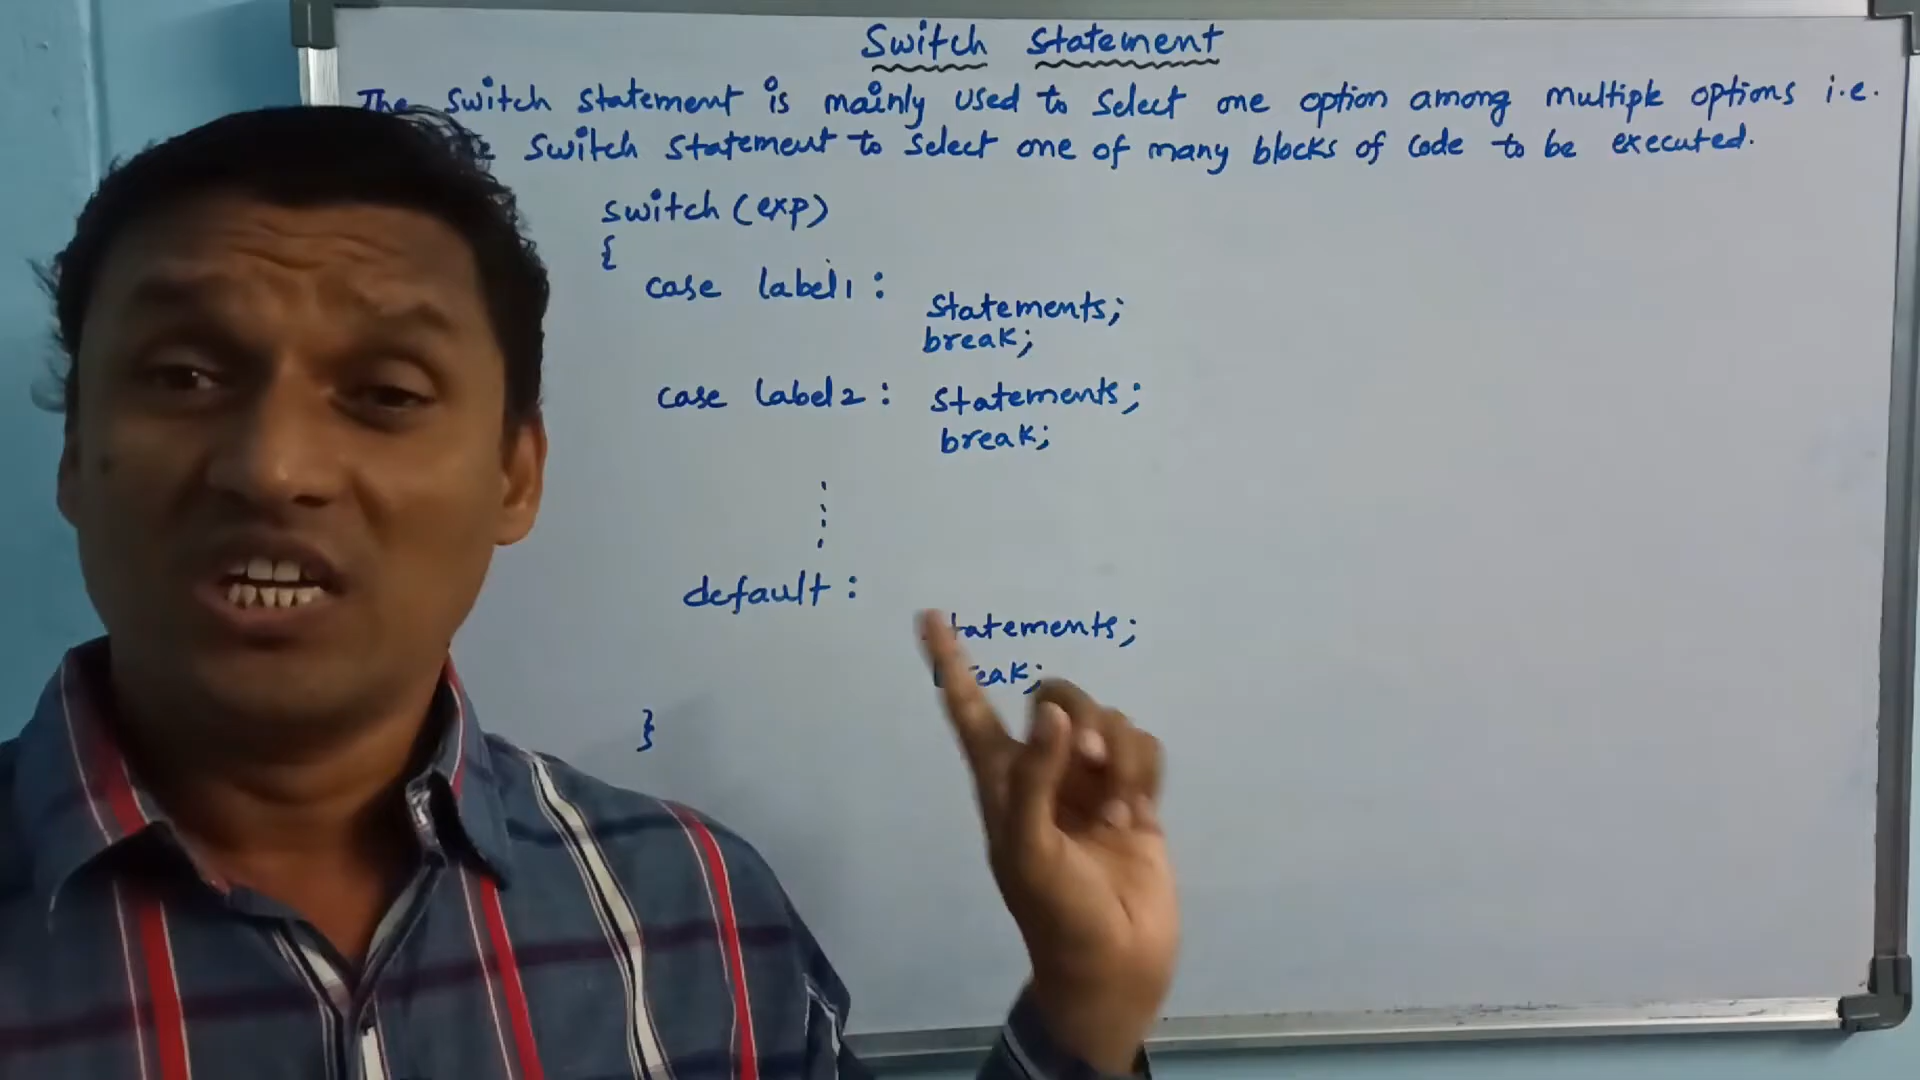 Switch Statement
The switch statement is mainly used to select one option among multiple options i.e.
switch statement to select one of many blocks of code to be executed.
switch (exp)
{
case label1 :
statements;
break;
case label2 : statements;
break;
default :
statements;
break;
}